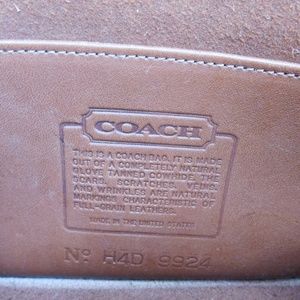 COACH
THIS IS A COACH BAG. IT IS MADE
OUT OF A COMPLETELY NATURAL
GLOVE TANNED COWHIDE. THE
SCARS, SCRATCHES, VEINS,
AND WRINKLES ARE NATURAL
MARKINGS CHARACTERISTIC OF
FULL-GRAIN LEATHERS.
MADE IN THE UNITED STATES
Nº H4D 9924